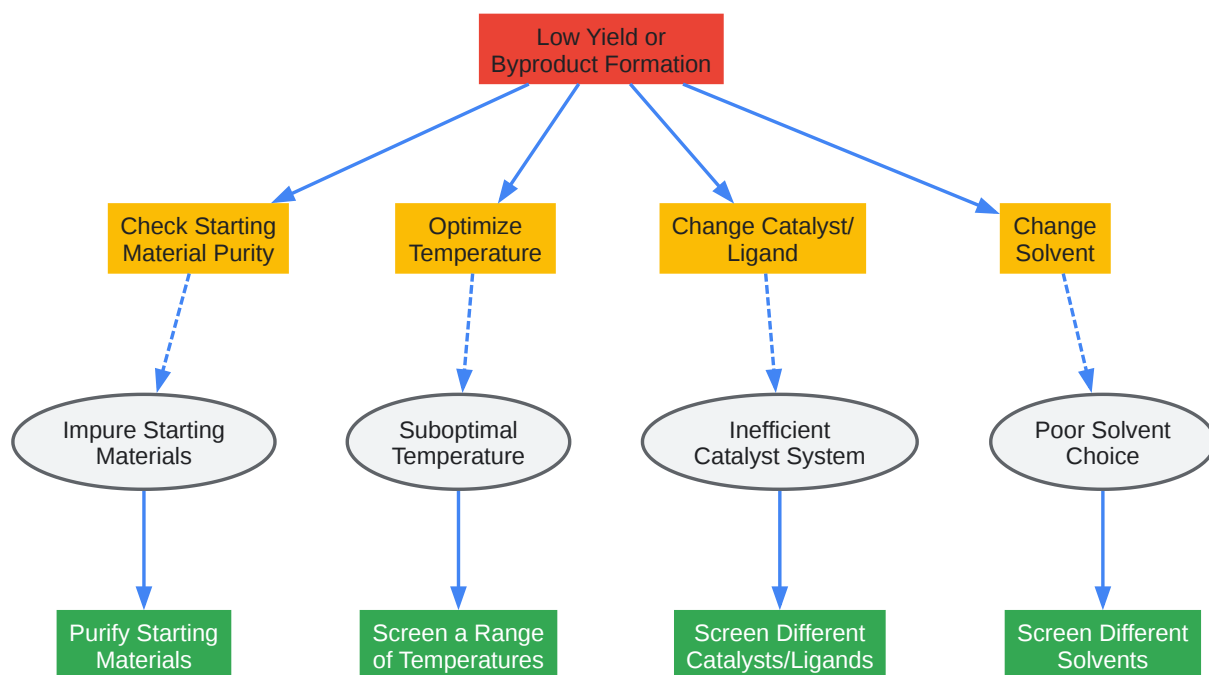 Low Yield or
Byproduct Formation
Check Starting
Material Purity
Optimize
Temperature
Change Catalyst/
Ligand
Change
Solvent
Impure Starting
Materials
Suboptimal
Temperature
Inefficient
Catalyst System
Poor Solvent
Choice
Purify Starting
Materials
Screen a Range
of Temperatures
Screen Different
Catalysts/Ligands
Screen Different
Solvents